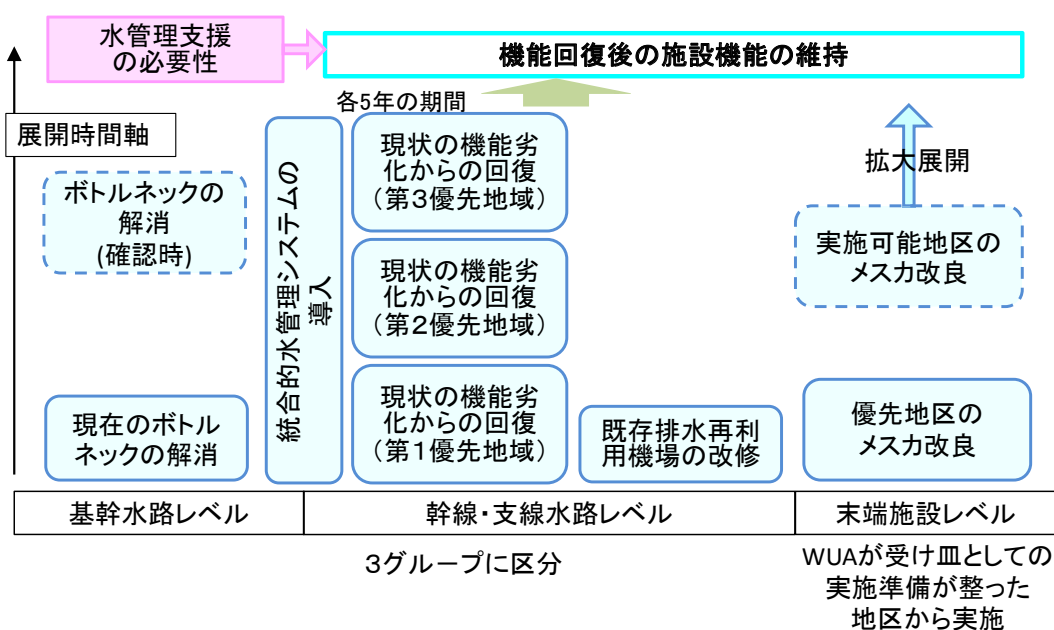 水管理支援
の必要性
機能回復後の施設機能の維持
各5年の期間
展開時間軸
ボトルネックの
解消
(確認時)
現在のボトル
ネックの解消
統合的水管理システムの
導入
現状の機能劣
化からの回復
（第３優先地域）
現状の機能劣
化からの回復
（第２優先地域）
現状の機能劣
化からの回復
（第１優先地域）
既存排水再利
用機場の改修
拡大展開
実施可能地区の
メスカ改良
優先地区の
メスカ改良
基幹水路レベル
幹線・支線水路レベル
末端施設レベル
３グループに区分
WUAが受け皿としての
実施準備が整った
地区から実施